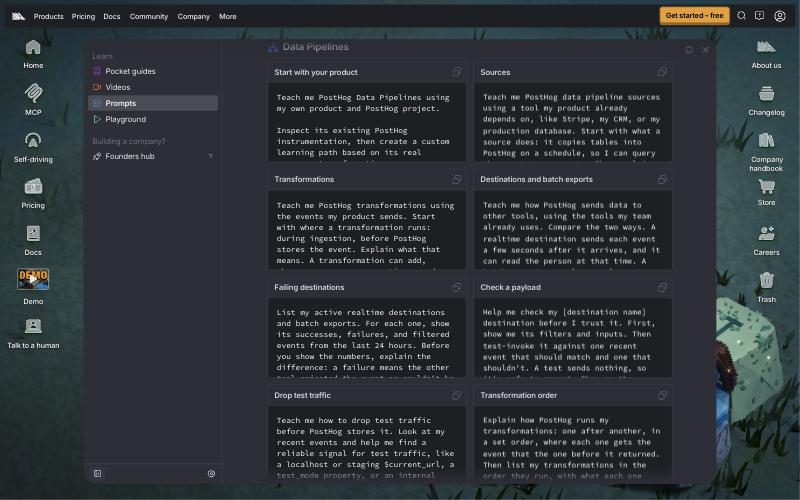 Products Pricing Docs Community Company More
Get started – free
Home
MCP
Self-driving
Pricing
Docs
DEMO
Demo
Talk to a human
About us
Changelog
Company
handbook
Store
Careers
Trash
Learn
Pocket guides
Videos
Prompts
Playground
Building a company?
Founders hub
Data Pipelines
Start with your product
Teach me PostHog Data Pipelines using
my own product and PostHog project.
Inspect its existing PostHog
instrumentation, then create a custom
learning path based on its real
Sources
Teach me PostHog data pipeline sources
using a tool my product already
depends on, like Stripe, my CRM, or my
production database. Start with what a
source does: it copies tables into
PostHog on a schedule, so I can query
Transformations
Teach me PostHog transformations using
the events my product sends. Start
with where a transformation runs:
during ingestion, before PostHog
stores the event. Explain what that
means. A transformation can add,
Destinations and batch exports
Teach me how PostHog sends data to
other tools, using the tools my team
already uses. Compare the two ways. A
realtime destination sends each event
a few seconds after it arrives, and it
can read the person at that time. A
Failing destinations
List my active realtime destinations
and batch exports. For each one, show
its successes, failures, and filtered
events from the last 24 hours. Before
you show the numbers, explain the
difference: a failure means the other
Check a payload
Help me check my [destination name]
destination before I trust it. First,
show me its filters and inputs. Then
test-invoke it against one recent
event that should match and one that
shouldn't. A test sends nothing, so
Drop test traffic
Teach me how to drop test traffic
before PostHog stores it. Look at my
recent events and help me find a
reliable signal for test traffic, like
a localhost or staging $current_url, a
test_mode property, or an internal
Transformation order
Explain how PostHog runs my
transformations: one after another, in
a set order, where each one gets the
event that the one before it returned.
Then list my transformations in the
order they run, with what each one